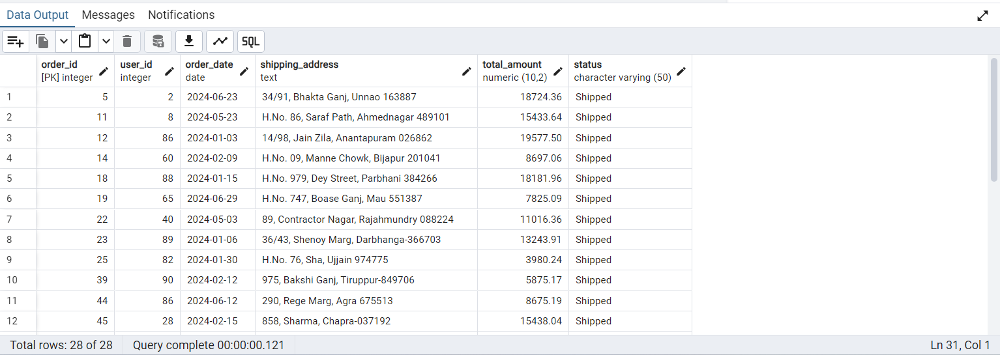 Data Output Messages Notifications
SQL
order_id user_id order_date shipping_address total_amount status
[PK] integer integer date text numeric (10,2) character varying (50)
1 5 2 2024-06-23 34/91, Bhakta Ganj, Unnao 163887 18724.36 Shipped
2 11 8 2024-05-23 H.No. 86, Saraf Path, Ahmednagar 489101 15433.64 Shipped
3 12 86 2024-01-03 14/98, Jain Zila, Anantapuram 026862 19577.50 Shipped
4 14 60 2024-02-09 H.No. 09, Manne Chowk, Bijapur 201041 8697.06 Shipped
5 18 88 2024-01-15 H.No. 979, Dey Street, Parbhani 384266 18181.96 Shipped
6 19 65 2024-06-29 H.No. 747, Boase Ganj, Mau 551387 7825.09 Shipped
7 22 40 2024-05-03 89, Contractor Nagar, Rajahmundry 088224 11016.36 Shipped
8 23 89 2024-01-06 36/43, Shenoy Marg, Darbhanga-366703 13243.91 Shipped
9 25 82 2024-01-30 H.No. 76, Sha, Ujjain 974775 3980.24 Shipped
10 39 90 2024-02-12 975, Bakshi Ganj, Tiruppur-849706 5875.17 Shipped
11 44 86 2024-06-12 290, Rege Marg, Agra 675513 8675.19 Shipped
12 45 28 2024-02-15 858, Sharma, Chapra-037192 15438.04 Shipped
Total rows: 28 of 28 Query complete 00:00:00.121 Ln 31, Col 1